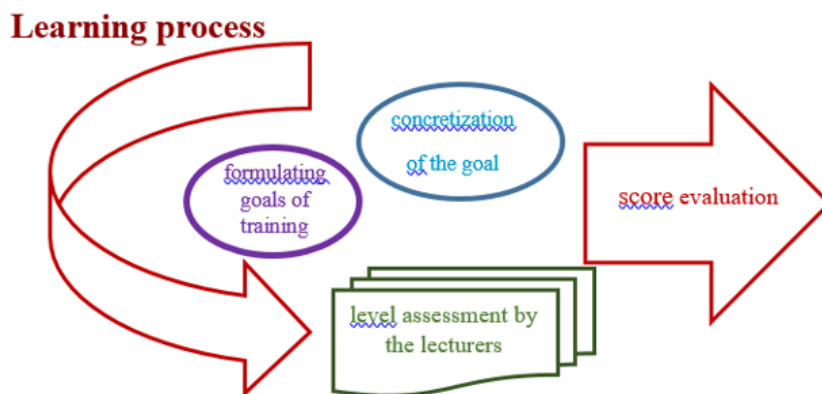 Learning process
concretization
of the goal
formulating
goals of
training
score evaluation
level assessment by
the lecturers